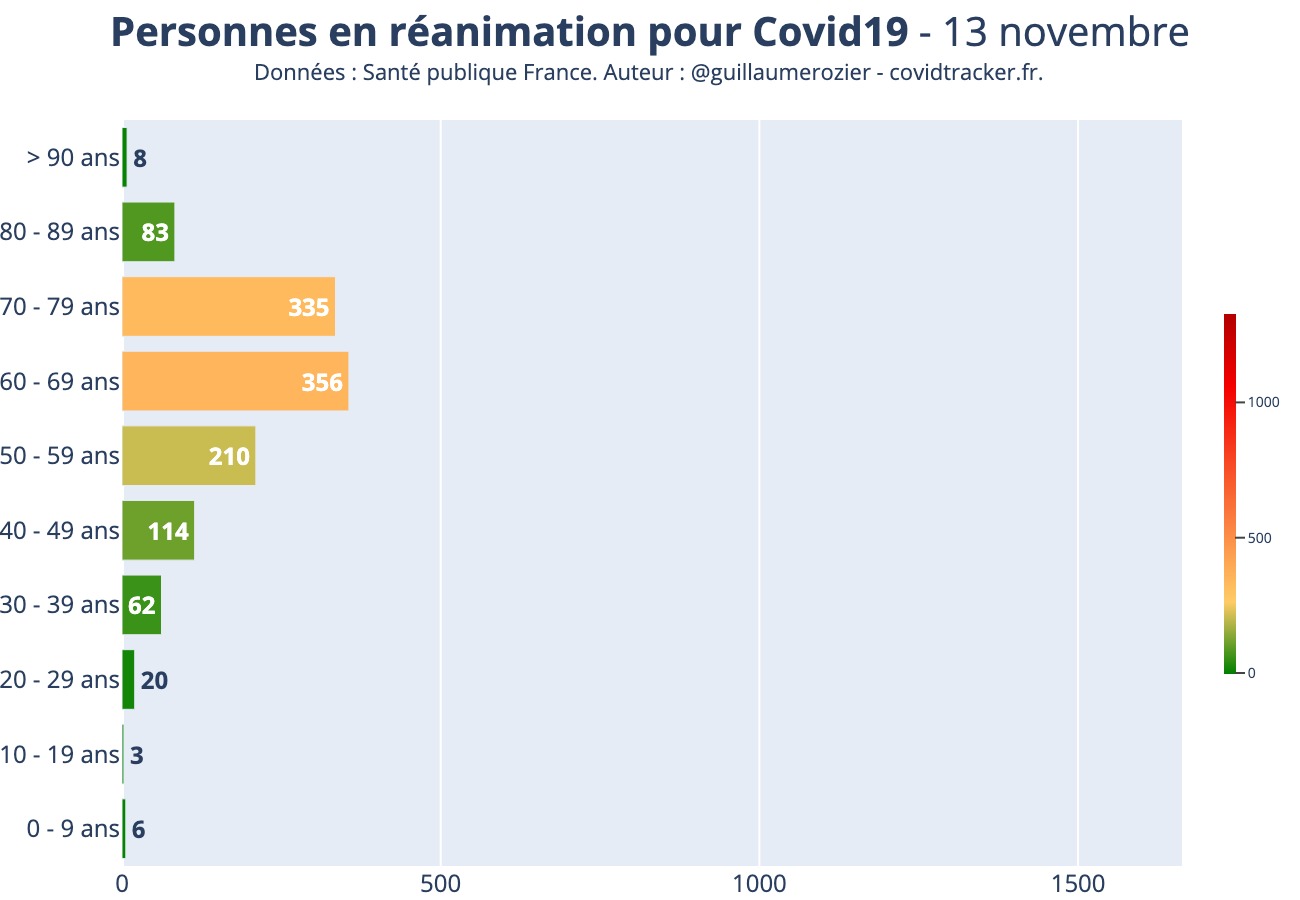 Personnes en réanimation pour Covid19 - 13 novembre
Données : Santé publique France. Auteur : @guillaumerozier - covidtracker.fr.
> 90 ans 8
80 - 89 ans 83
70 - 79 ans 335
60 - 69 ans 356
50 - 59 ans 210
40 - 49 ans 114
30 - 39 ans 62
20 - 29 ans 20
10 - 19 ans 3
0 - 9 ans 6
0 500 1000 1500
1000
500
0